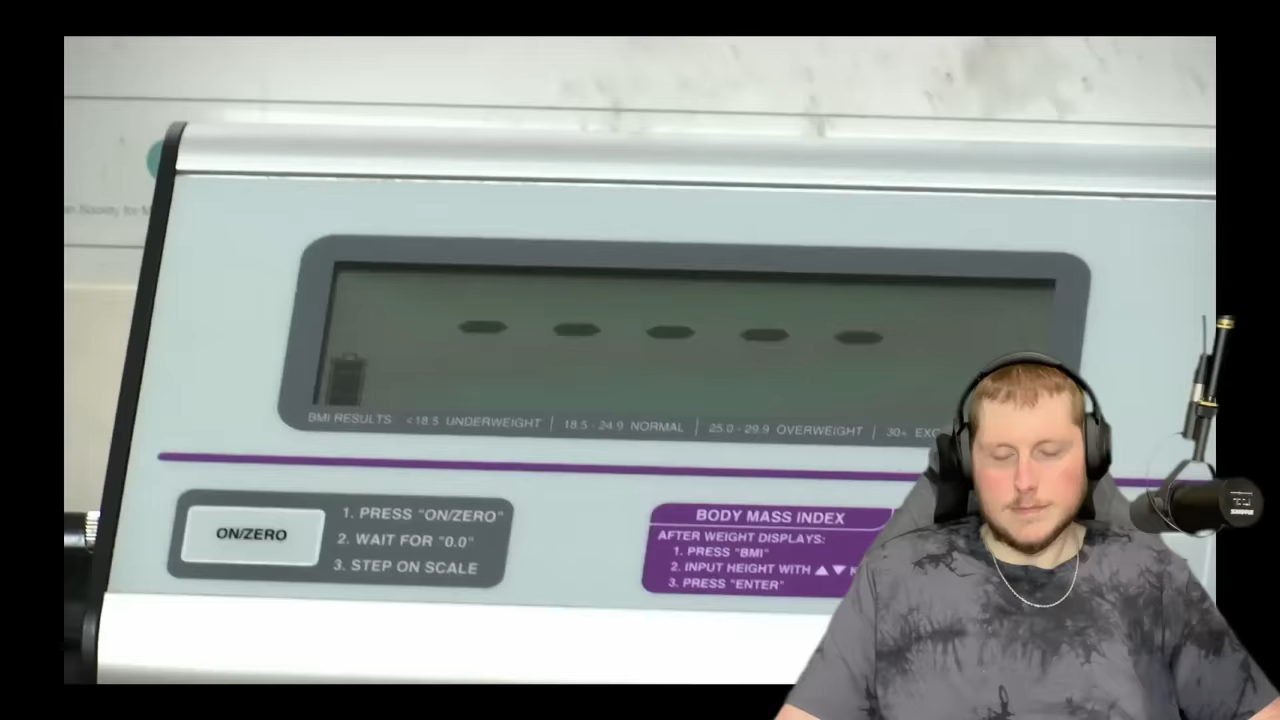 - - - - -
BMI RESULTS <18.5 UNDERWEIGHT | 18.5 - 24.9 NORMAL | 25.0 - 29.9 OVERWEIGHT | 30+
ON/ZERO
1. PRESS "ON/ZERO"
2. WAIT FOR "0.0"
3. STEP ON SCALE
BODY MASS INDEX
AFTER WEIGHT DISPLAYS:
1. PRESS "BMI"
2. INPUT HEIGHT WITH ▲▼
3. PRESS "ENTER"